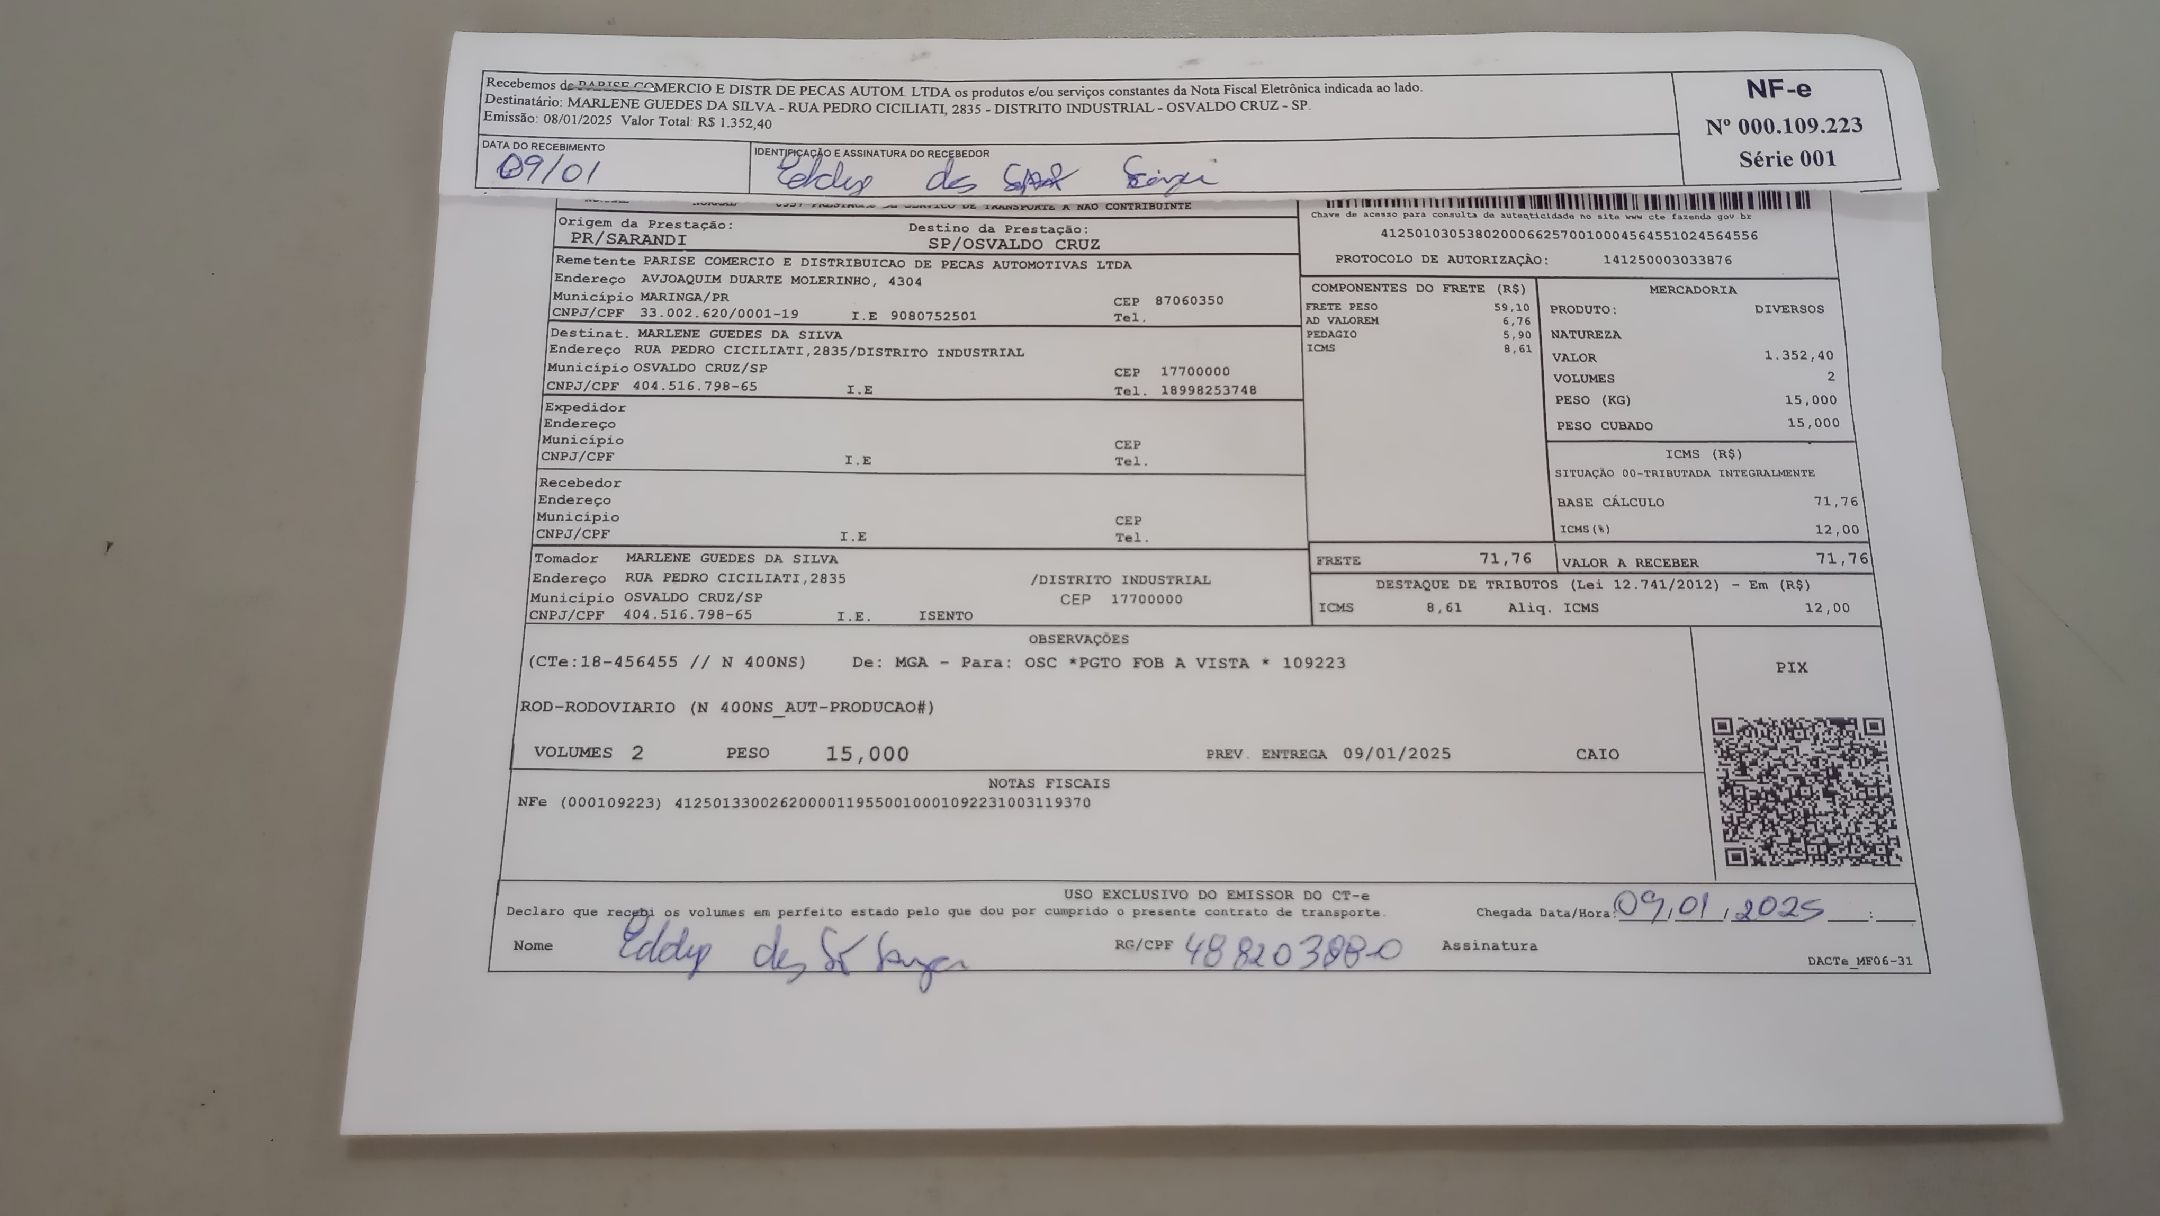 Recebemos de PARISE COMERCIO E DISTR DE PECAS AUTOM. LTDA os produtos e/ou serviços constantes da Nota Fiscal Eletrônica indicada ao lado.
Destinatário: MARLENE GUEDES DA SILVA - RUA PEDRO CICILIATI, 2835 - DISTRITO INDUSTRIAL - OSVALDO CRUZ - SP.
Emissão: 08/01/2025 Valor Total: R$ 1.352,40
NF-e
Nº 000.109.223
Série 001
DATA DO RECEBIMENTO
09/01
IDENTIFICAÇÃO E ASSINATURA DO RECEBEDOR
Eddy
DE TRANSPORTE A NAO CONTRIBUINTE
Chave de acesso para consulta de autenticidade no site www cte fazenda gov br
41250103053802000662570010004564551024564556
PROTOCOLO DE AUTORIZAÇÃO: 141250003033876
Origem da Prestação: Destino da Prestação:
PR/SARANDI SP/OSVALDO CRUZ
Remetente PARISE COMERCIO E DISTRIBUICAO DE PECAS AUTOMOTIVAS LTDA
Endereço AVJOAQUIM DUARTE MOLERINHO, 4304
Município MARINGA/PR CEP 87060350
CNPJ/CPF 33.002.620/0001-19 I.E 9080752501 Tel.
Destinat. MARLENE GUEDES DA SILVA
Endereço RUA PEDRO CICILIATI,2835/DISTRITO INDUSTRIAL
Município OSVALDO CRUZ/SP CEP 17700000
CNPJ/CPF 404.516.798-65 I.E Tel. 18998253748
Expedidor
Endereço
Município CEP
CNPJ/CPF I.E Tel.
Recebedor
Endereço
Município CEP
CNPJ/CPF I.E Tel.
Tomador MARLENE GUEDES DA SILVA
Endereço RUA PEDRO CICILIATI,2835 /DISTRITO INDUSTRIAL
Municipio OSVALDO CRUZ/SP CEP 17700000
CNPJ/CPF 404.516.798-65 I.E. ISENTO
COMPONENTES DO FRETE (R$)
FRETE PESO 59,10
AD VALOREM 6,76
PEDAGIO 5,90
ICMS 8,61
MERCADORIA
PRODUTO: DIVERSOS
NATUREZA
VALOR 1.352,40
VOLUMES 2
PESO (KG) 15,000
PESO CUBADO 15,000
ICMS (R$)
SITUAÇÃO 00-TRIBUTADA INTEGRALMENTE
BASE CÁLCULO 71,76
ICMS(%) 12,00
FRETE 71,76 VALOR A RECEBER 71,76
DESTAQUE DE TRIBUTOS (Lei 12.741/2012) - Em (R$)
ICMS 8,61 Aliq. ICMS 12,00
OBSERVAÇÕES
(CTe:18-456455 // N 400NS) De: MGA - Para: OSC *PGTO FOB A VISTA * 109223
ROD-RODOVIARIO (N 400NS_AUT-PRODUCAO#)
VOLUMES 2 PESO 15,000 PREV. ENTREGA 09/01/2025 CAIO
PIX
NOTAS FISCAIS
NFe (000109223) 41250133002620000119550010001092231003119370
USO EXCLUSIVO DO EMISSOR DO CT-e
Declaro que recebi os volumes em perfeito estado pelo que dou por cumprido o presente contrato de transporte. Chegada Data/Hora: 09/01/2025 :
Nome Eddy RG/CPF Assinatura
DACTe_MF06-31